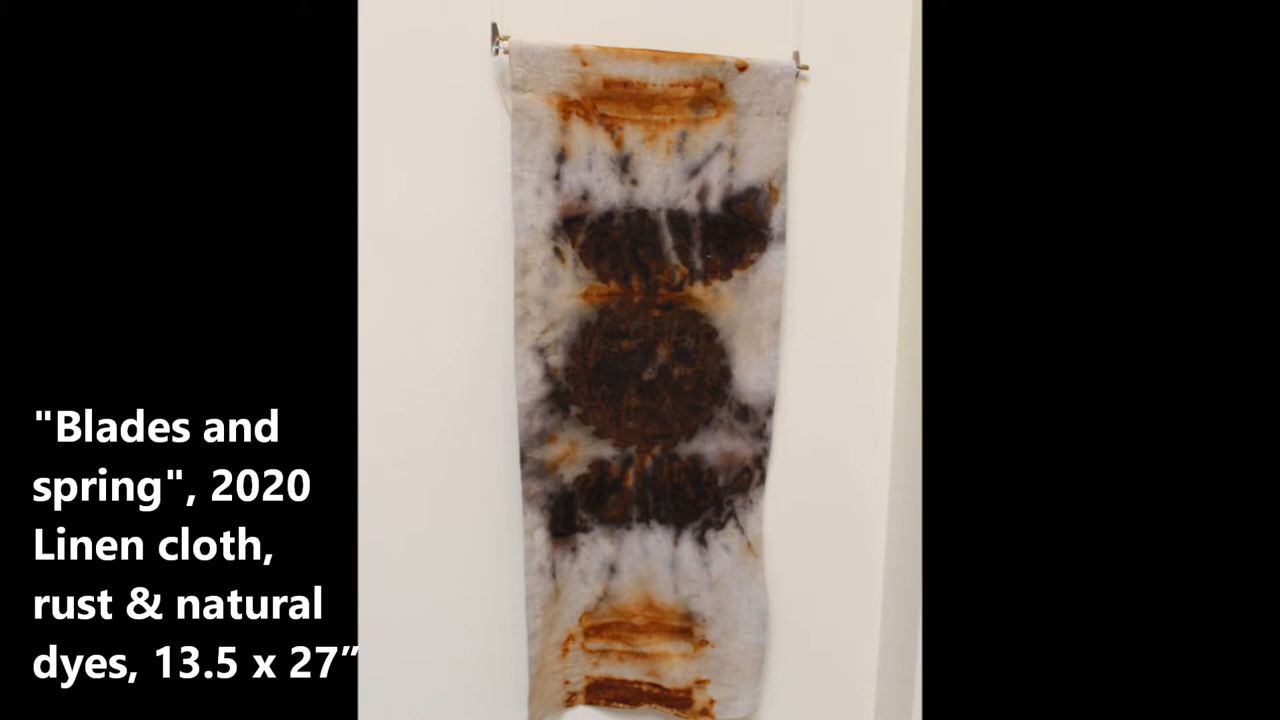 "Blades and
spring", 2020
Linen cloth,
rust & natural
dyes, 13.5 x 27”